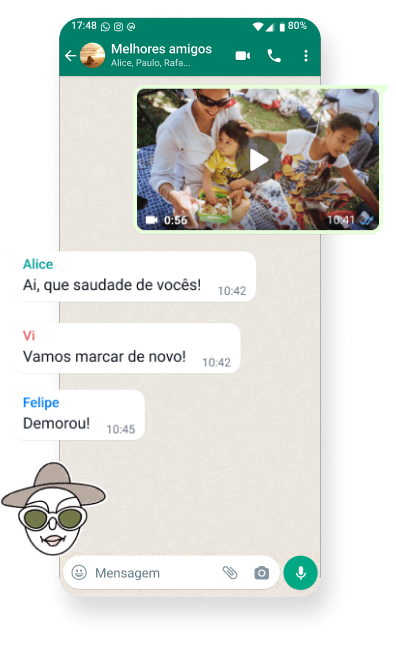 17:48
80%
Melhores amigos
Alice, Paulo, Rafa...
0:56
10:41
Alice
Ai, que saudade de vocês!
10:42
Vi
Vamos marcar de novo!
10:42
Felipe
Demorou!
10:45
Mensagem